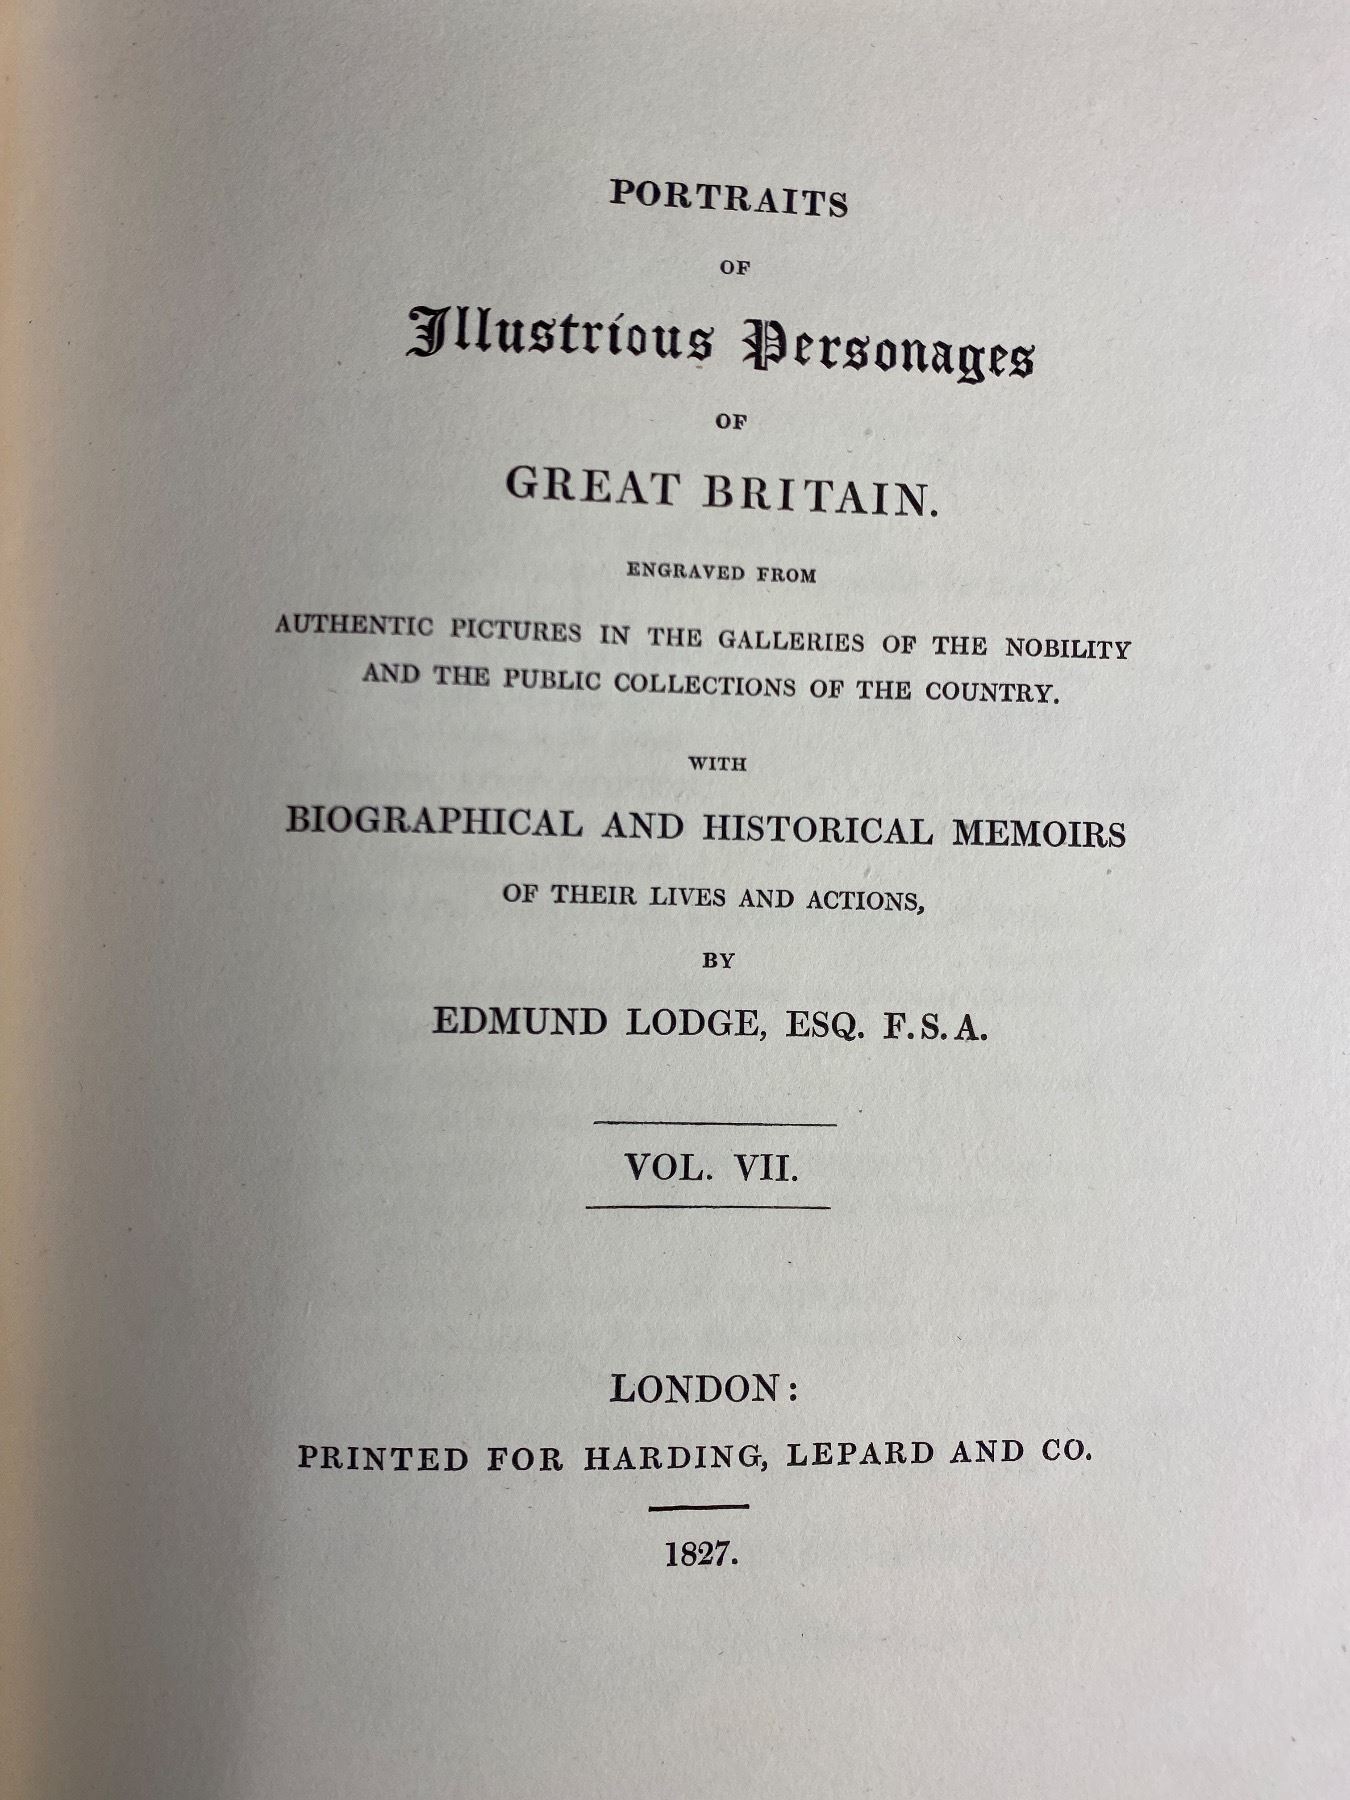 PORTRAITS
OF
Illustrious Personages
OF
GREAT BRITAIN.
ENGRAVED FROM
AUTHENTIC PICTURES IN THE GALLERIES OF THE NOBILITY
AND THE PUBLIC COLLECTIONS OF THE COUNTRY.
WITH
BIOGRAPHICAL AND HISTORICAL MEMOIRS
OF THEIR LIVES AND ACTIONS,
BY
EDMUND LODGE, ESQ. F.S.A.
VOL. VII.
LONDON:
PRINTED FOR HARDING, LEPARD AND CO.
1827.